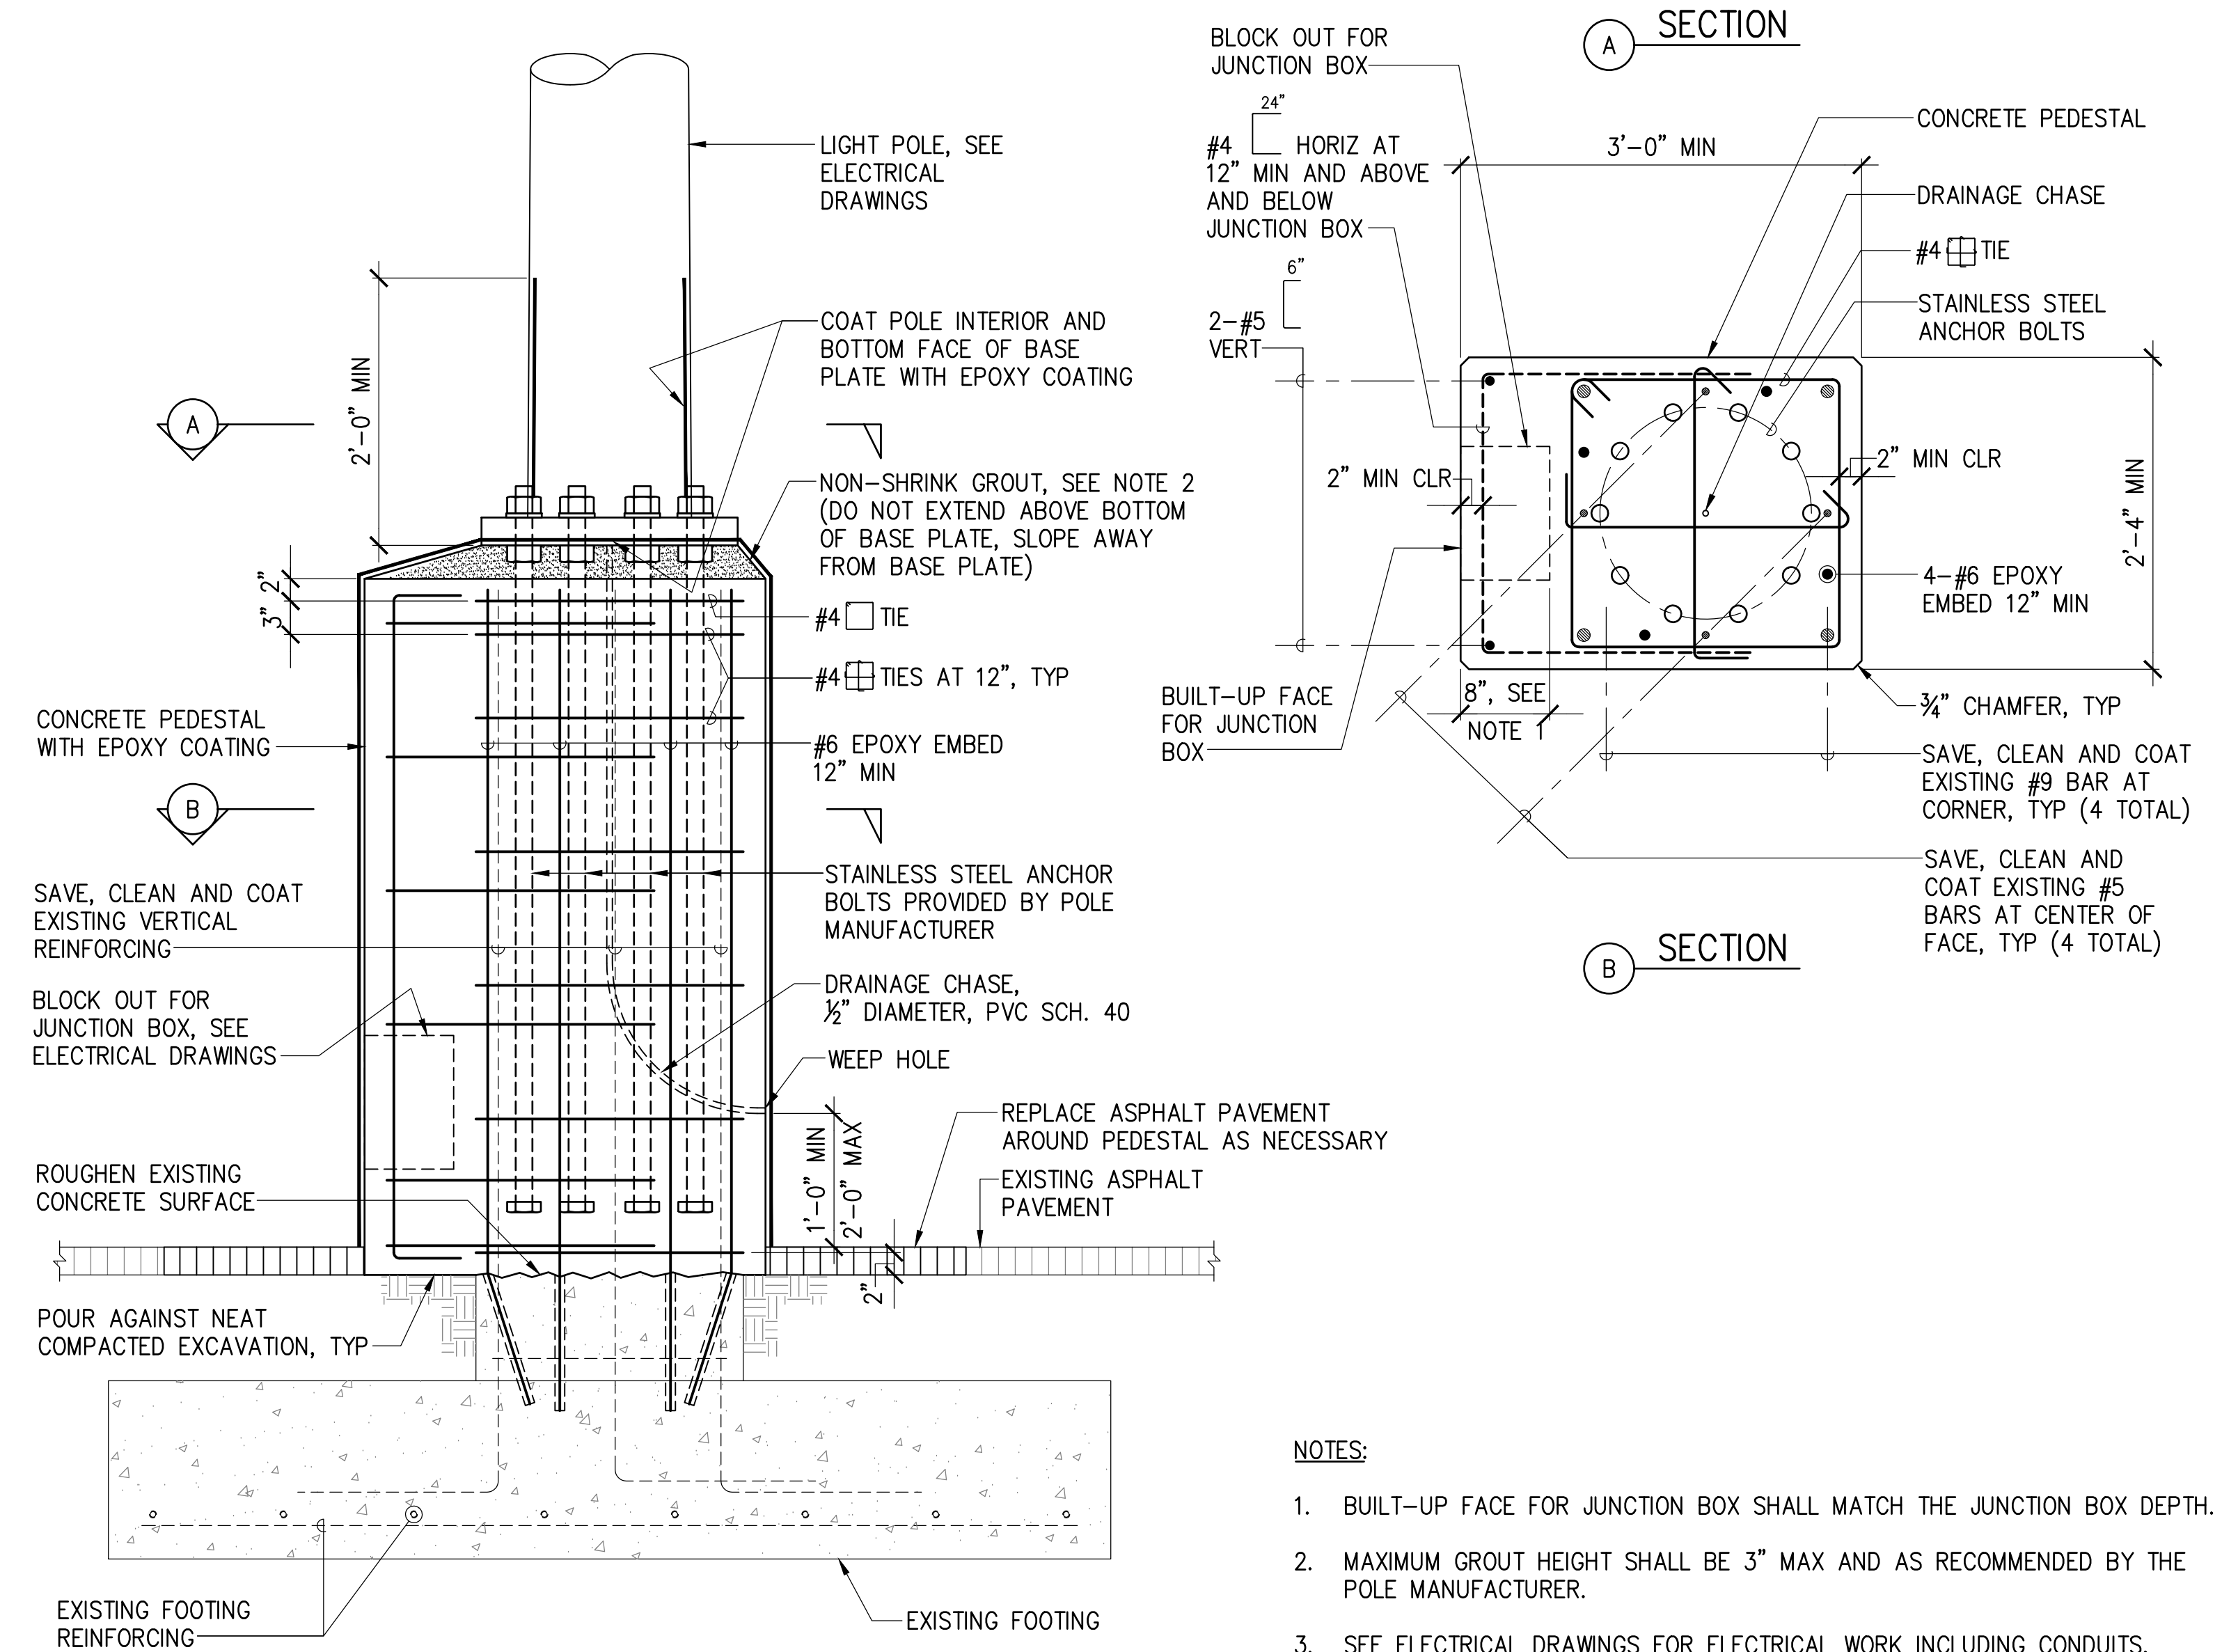 LIGHT POLE, SEE
ELECTRICAL
DRAWINGS
2'-0" MIN
COAT POLE INTERIOR AND
BOTTOM FACE OF BASE
PLATE WITH EPOXY COATING
A
NON-SHRINK GROUT, SEE NOTE 2
(DO NOT EXTEND ABOVE BOTTOM
OF BASE PLATE, SLOPE AWAY
FROM BASE PLATE)
2"
3"
#4 TIE
#4 TIES AT 12", TYP
CONCRETE PEDESTAL
WITH EPOXY COATING
#6 EPOXY EMBED
12" MIN
B
SAVE, CLEAN AND COAT
EXISTING VERTICAL
REINFORCING
STAINLESS STEEL ANCHOR
BOLTS PROVIDED BY POLE
MANUFACTURER
BLOCK OUT FOR
JUNCTION BOX, SEE
ELECTRICAL DRAWINGS
DRAINAGE CHASE,
½" DIAMETER, PVC SCH. 40
WEEP HOLE
1'-0" MIN
2'-0" MAX
REPLACE ASPHALT PAVEMENT
AROUND PEDESTAL AS NECESSARY
EXISTING ASPHALT
PAVEMENT
ROUGHEN EXISTING
CONCRETE SURFACE
2"
POUR AGAINST NEAT
COMPACTED EXCAVATION, TYP
EXISTING FOOTING
REINFORCING
EXISTING FOOTING
A SECTION
BLOCK OUT FOR
JUNCTION BOX
24"
#4 HORIZ AT
12" MIN AND ABOVE
AND BELOW
JUNCTION BOX
6"
2-#5
VERT
3'-0" MIN
CONCRETE PEDESTAL
DRAINAGE CHASE
#4 TIE
STAINLESS STEEL
ANCHOR BOLTS
2" MIN CLR
2" MIN CLR
2'-4" MIN
4-#6 EPOXY
EMBED 12" MIN
BUILT-UP FACE
FOR JUNCTION
BOX
8", SEE
NOTE 1
¾" CHAMFER, TYP
SAVE, CLEAN AND COAT
EXISTING #9 BAR AT
CORNER, TYP (4 TOTAL)
SAVE, CLEAN AND
COAT EXISTING #5
BARS AT CENTER OF
FACE, TYP (4 TOTAL)
B SECTION
NOTES:
1. BUILT-UP FACE FOR JUNCTION BOX SHALL MATCH THE JUNCTION BOX DEPTH.
2. MAXIMUM GROUT HEIGHT SHALL BE 3" MAX AND AS RECOMMENDED BY THE
POLE MANUFACTURER.
3. SEE ELECTRICAL DRAWINGS FOR ELECTRICAL WORK INCLUDING CONDUITS,